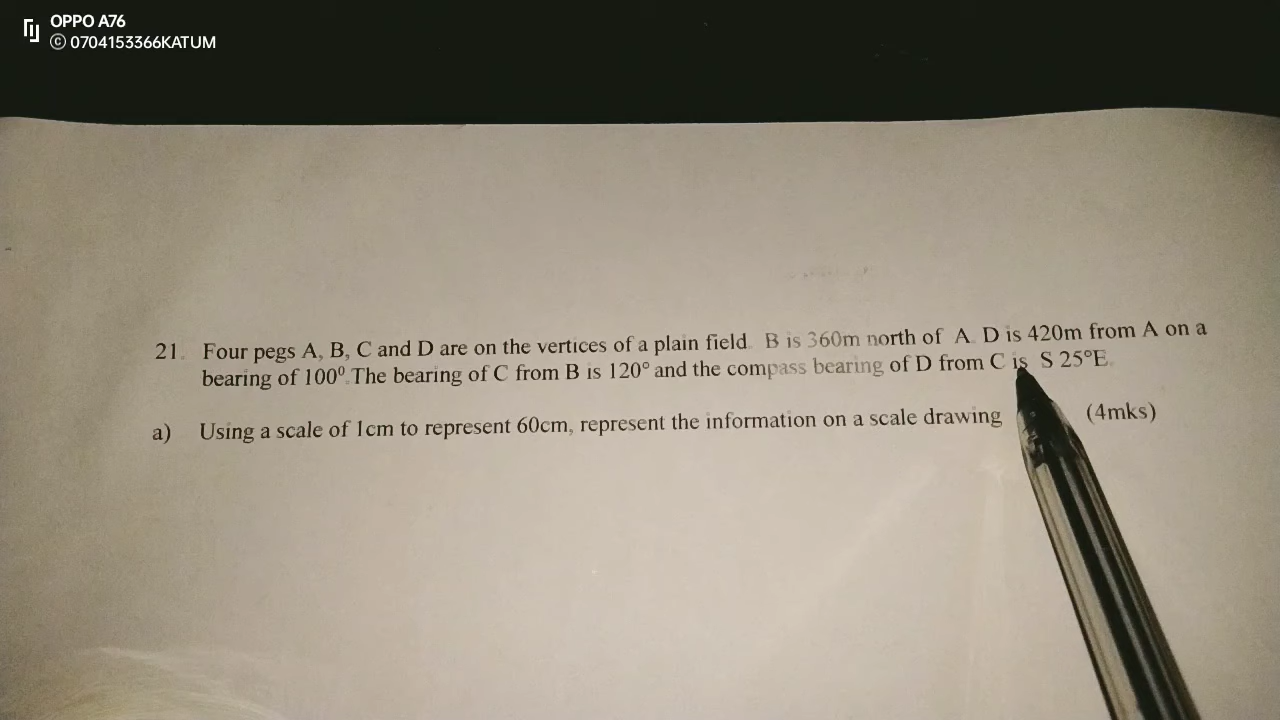 OPPO A76
© 0704153366KATUM
21. Four pegs A, B, C and D are on the vertices of a plain field. B is 360m north of A. D is 420m from A on a
bearing of 100⁰.The bearing of C from B is 120° and the compass bearing of D from C is S 25°E.
a) Using a scale of 1cm to represent 60cm, represent the information on a scale drawing (4mks)